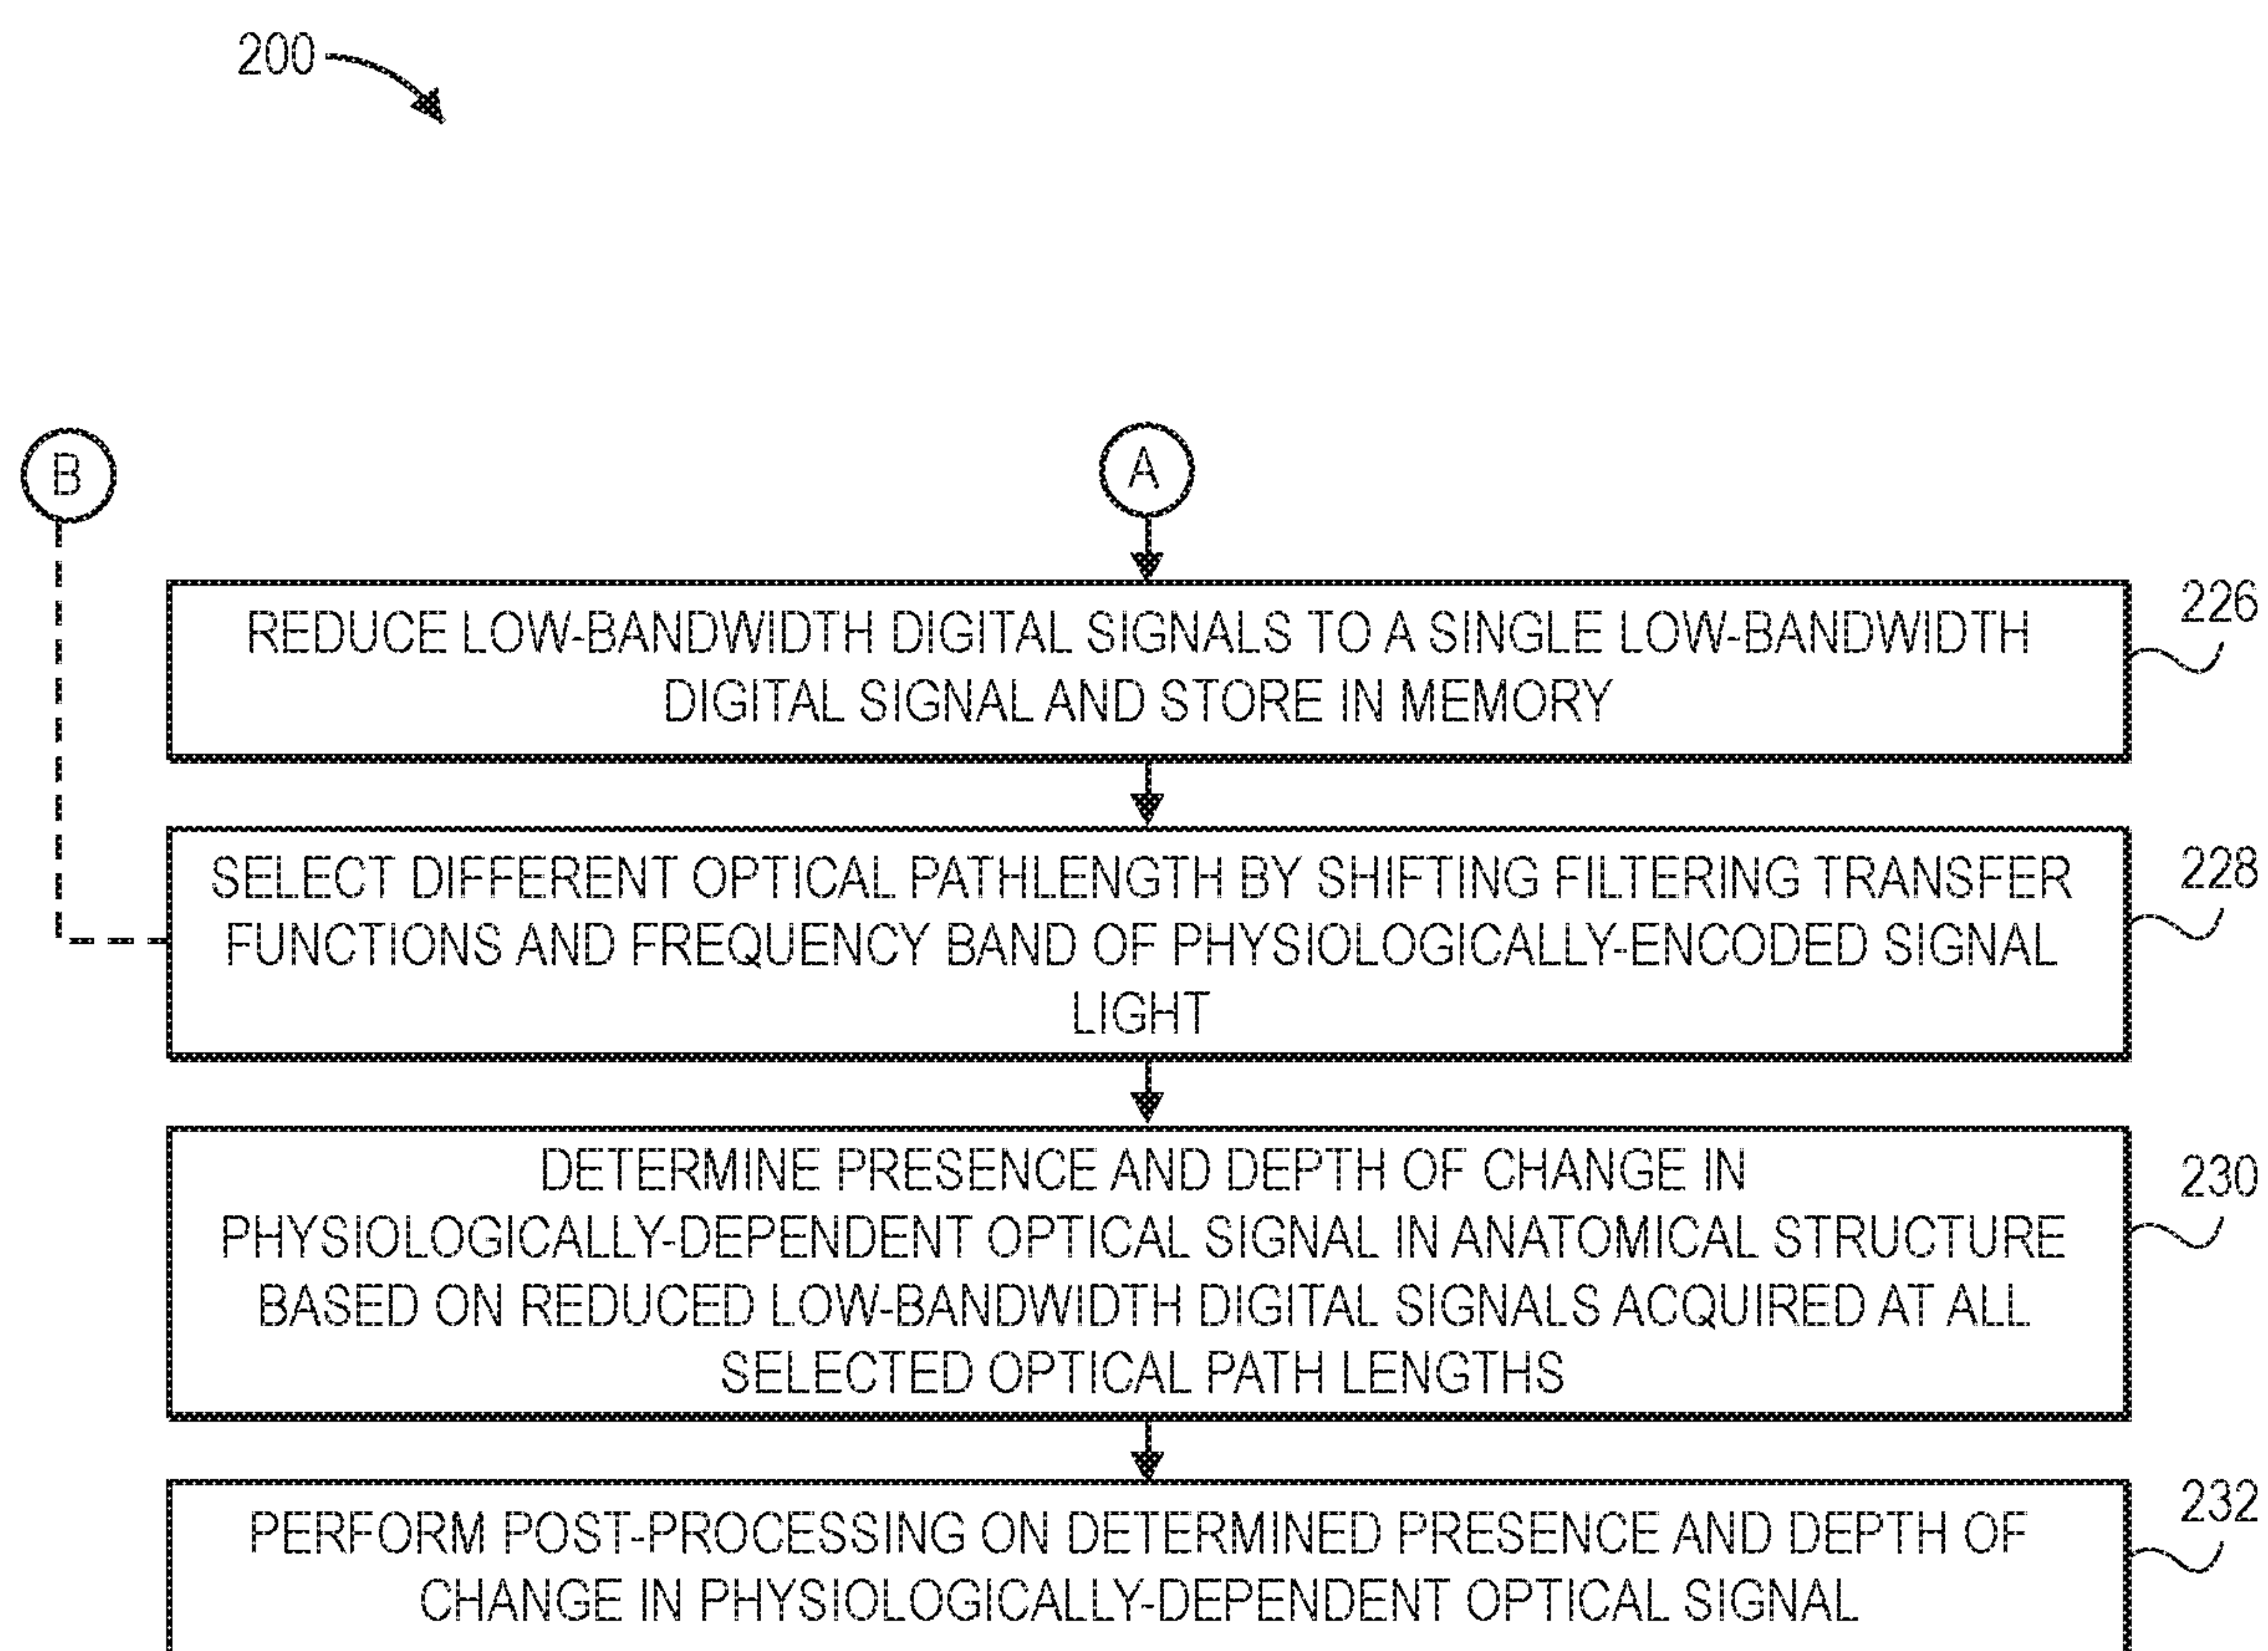 200
B
A
REDUCE LOW-BANDWIDTH DIGITAL SIGNALS TO A SINGLE LOW-BANDWIDTH
DIGITAL SIGNAL AND STORE IN MEMORY
226
SELECT DIFFERENT OPTICAL PATHLENGTH BY SHIFTING FILTERING TRANSFER
FUNCTIONS AND FREQUENCY BAND OF PHYSIOLOGICALLY-ENCODED SIGNAL
LIGHT
228
DETERMINE PRESENCE AND DEPTH OF CHANGE IN
PHYSIOLOGICALLY-DEPENDENT OPTICAL SIGNAL IN ANATOMICAL STRUCTURE
BASED ON REDUCED LOW-BANDWIDTH DIGITAL SIGNALS ACQUIRED AT ALL
SELECTED OPTICAL PATH LENGTHS
230
PERFORM POST-PROCESSING ON DETERMINED PRESENCE AND DEPTH OF
CHANGE IN PHYSIOLOGICALLY-DEPENDENT OPTICAL SIGNAL
232